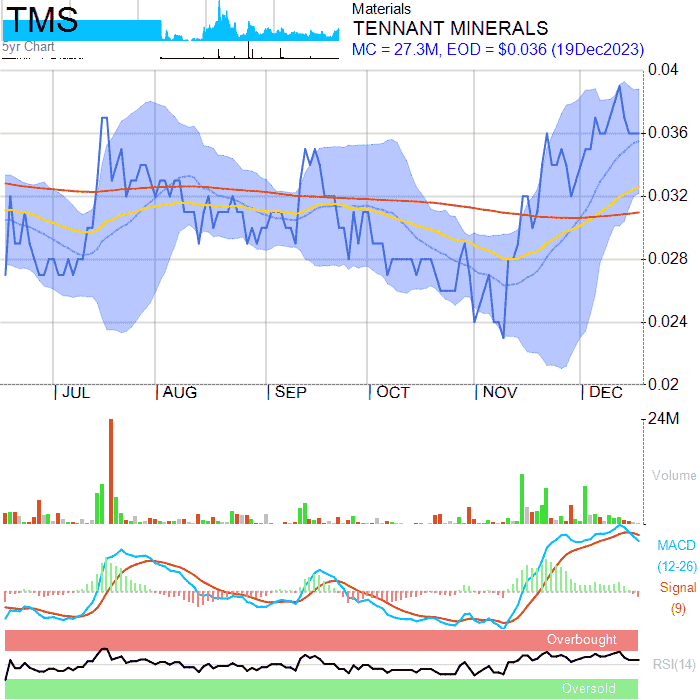 TMS
5yr Chart
Materials
TENNANT MINERALS
MC = 27.3M, EOD = $0.036 (19Dec2023)
0.04
0.036
0.032
0.028
0.024
0.02
JUL AUG SEP OCT NOV DEC
24M
Volume
MACD
(12-26)
Signal
(9)
Overbought
RSI(14)
Oversold